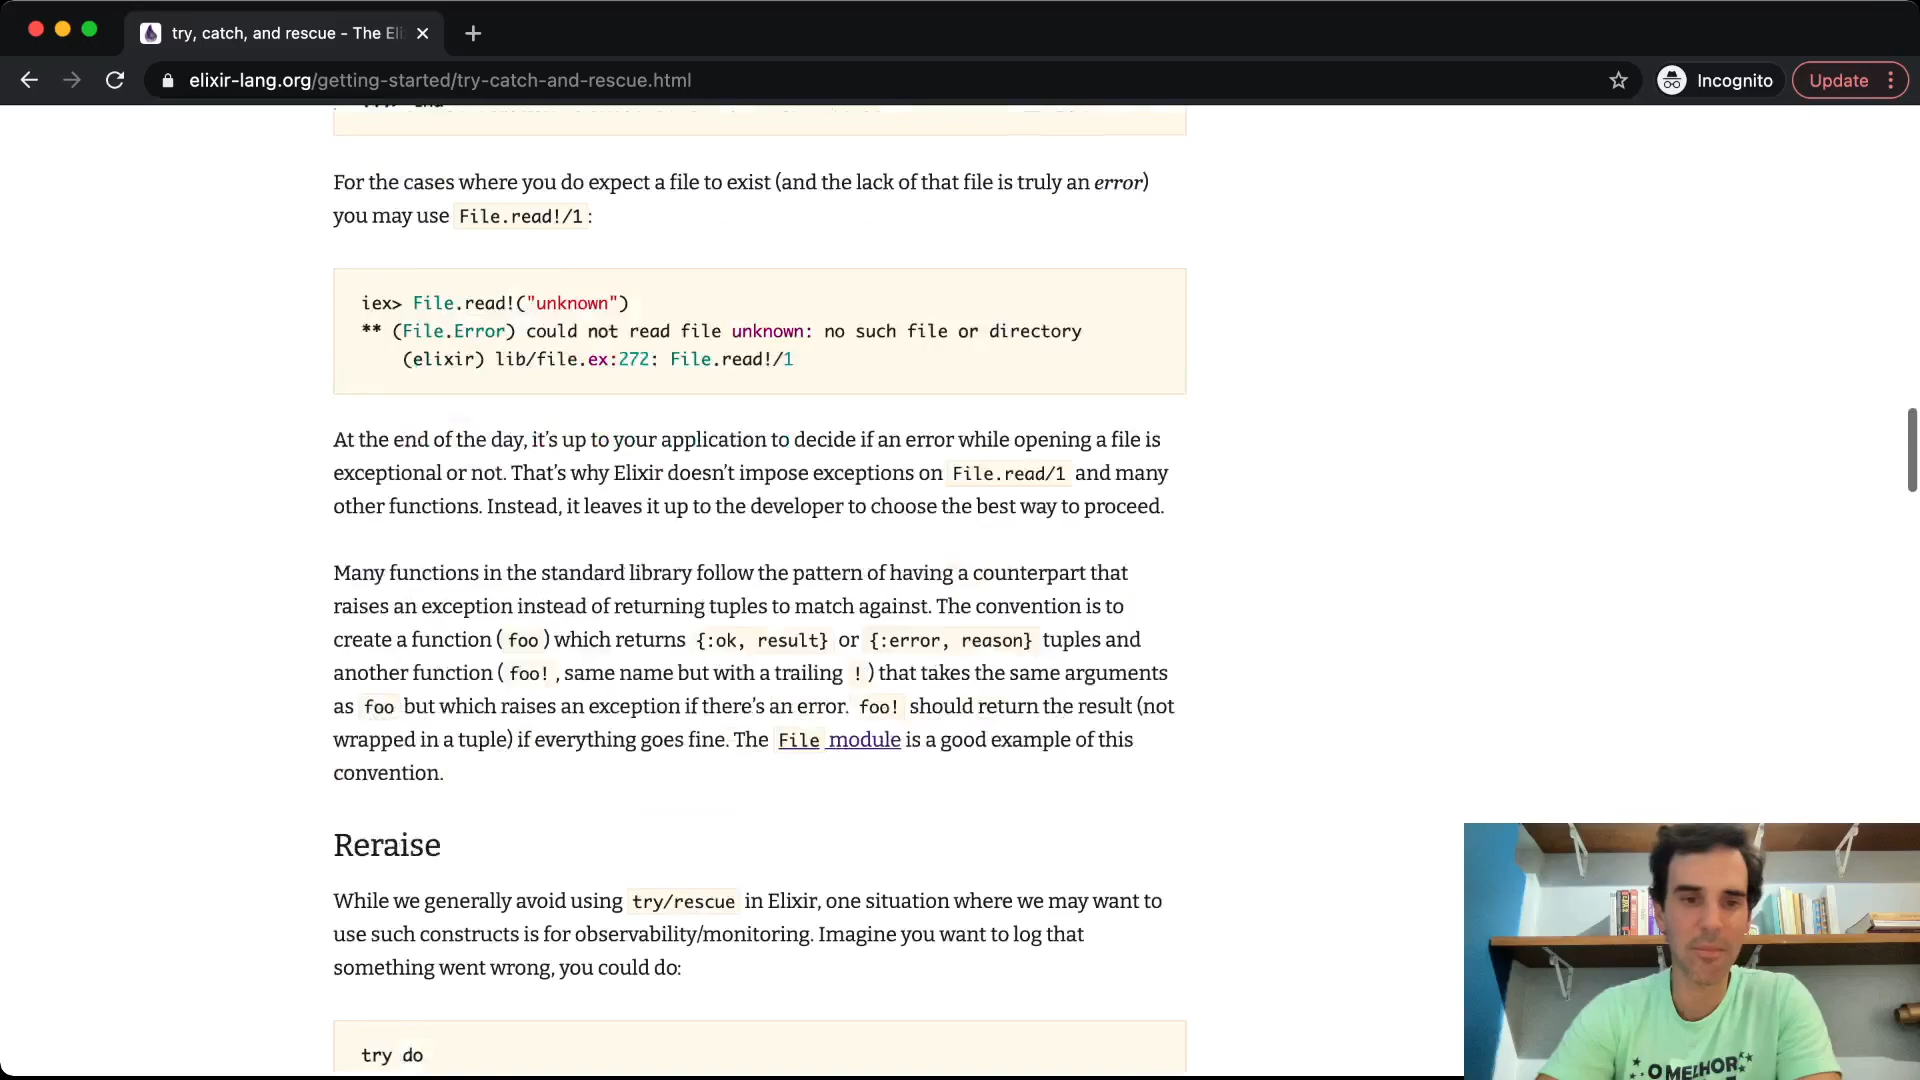 try, catch, and rescue - The Eli
elixir-lang.org/getting-started/try-catch-and-rescue.html
Incognito
Update
For the cases where you do expect a file to exist (and the lack of that file is truly an error)
you may use File.read!/1:
iex> File.read!("unknown")
** (File.Error) could not read file unknown: no such file or directory
(elixir) lib/file.ex:272: File.read!/1
At the end of the day, it’s up to your application to decide if an error while opening a file is
exceptional or not. That’s why Elixir doesn’t impose exceptions on File.read/1 and many
other functions. Instead, it leaves it up to the developer to choose the best way to proceed.
Many functions in the standard library follow the pattern of having a counterpart that
raises an exception instead of returning tuples to match against. The convention is to
create a function (foo) which returns {:ok, result} or {:error, reason} tuples and
another function (foo!, same name but with a trailing !) that takes the same arguments
as foo but which raises an exception if there’s an error. foo! should return the result (not
wrapped in a tuple) if everything goes fine. The File module is a good example of this
convention.
Reraise
While we generally avoid using try/rescue in Elixir, one situation where we may want to
use such constructs is for observability/monitoring. Imagine you want to log that
something went wrong, you could do:
try do
O MELHOR